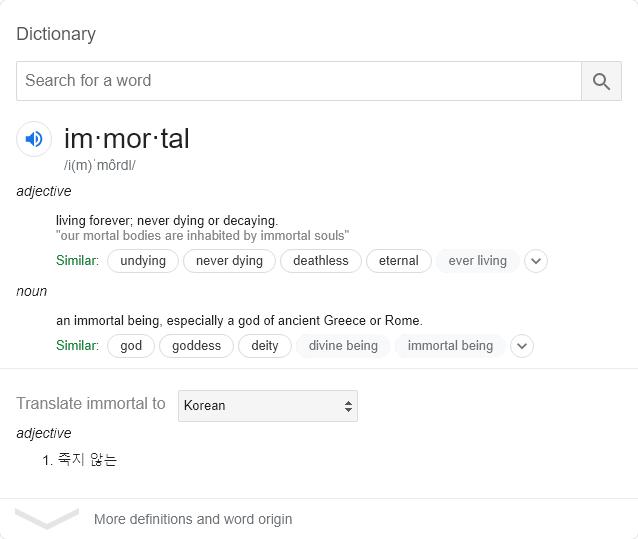 Dictionary
Search for a word
im·mor·tal
/i(m)ˈmôrdl/
adjective
living forever; never dying or decaying.
"our mortal bodies are inhabited by immortal souls"
Similar: undying never dying deathless eternal ever living
noun
an immortal being, especially a god of ancient Greece or Rome.
Similar: god goddess deity divine being immortal being
Translate immortal to Korean
adjective
1. 죽지 않는
More definitions and word origin